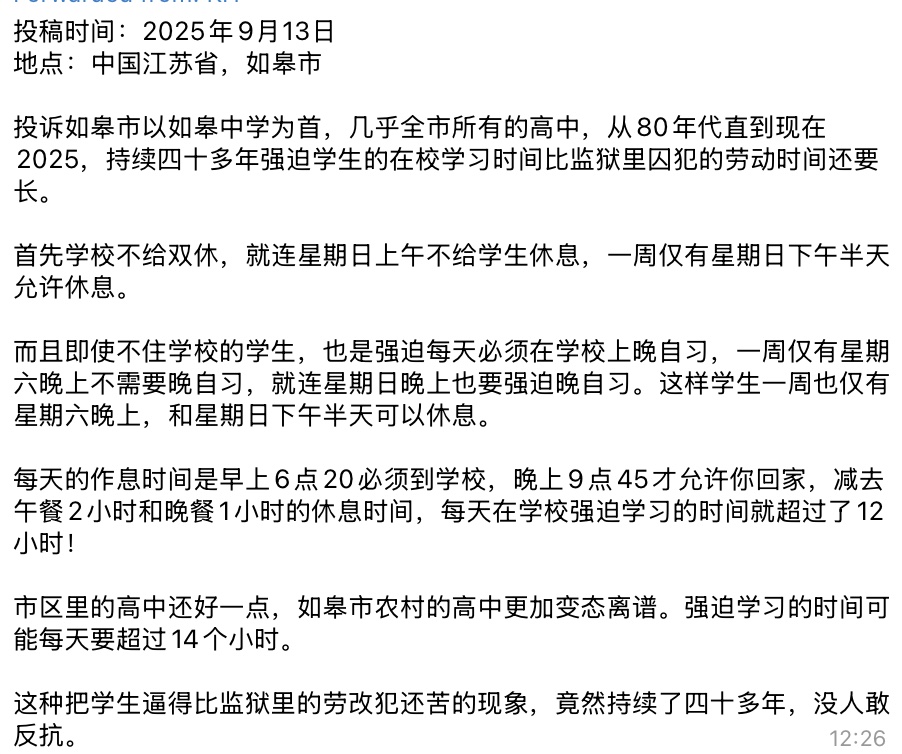 投稿时间：2025年9月13日
地点：中国江苏省，如皋市
投诉如皋市以如皋中学为首，几乎全市所有的高中，从80年代直到现在
2025，持续四十多年强迫学生的在校学习时间比监狱里囚犯的劳动时间还要
长。
首先学校不给双休，就连星期日上午不给学生休息，一周仅有星期日下午半天
允许休息。
而且即使不住学校的学生，也是强迫每天必须在学校上晚自习，一周仅有星期
六晚上不需要晚自习，就连星期日晚上也要强迫晚自习。这样学生一周也仅有
星期六晚上，和星期日下午半天可以休息。
每天的作息时间是早上6点20必须到学校，晚上9点45才允许你回家，减去
午餐2小时和晚餐1小时的休息时间，每天在学校强迫学习的时间就超过了12
小时！
市区里的高中还好一点，如皋市农村的高中更加变态离谱。强迫学习的时间可
能每天要超过14个小时。
这种把学生逼得比监狱里的劳改犯还苦的现象，竟然持续了四十多年，没人敢
反抗。
12:26